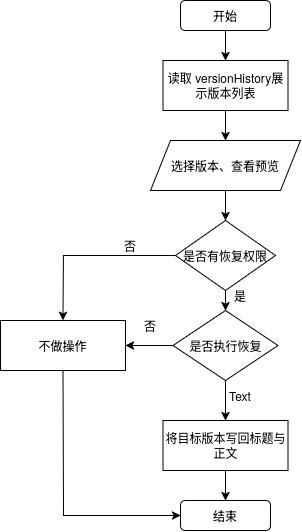 开始
读取 versionHistory展
示版本列表
选择版本、查看预览
是否有恢复权限
否
是
不做操作
否
是否执行恢复
Text
将目标版本写回标题与
正文
结束